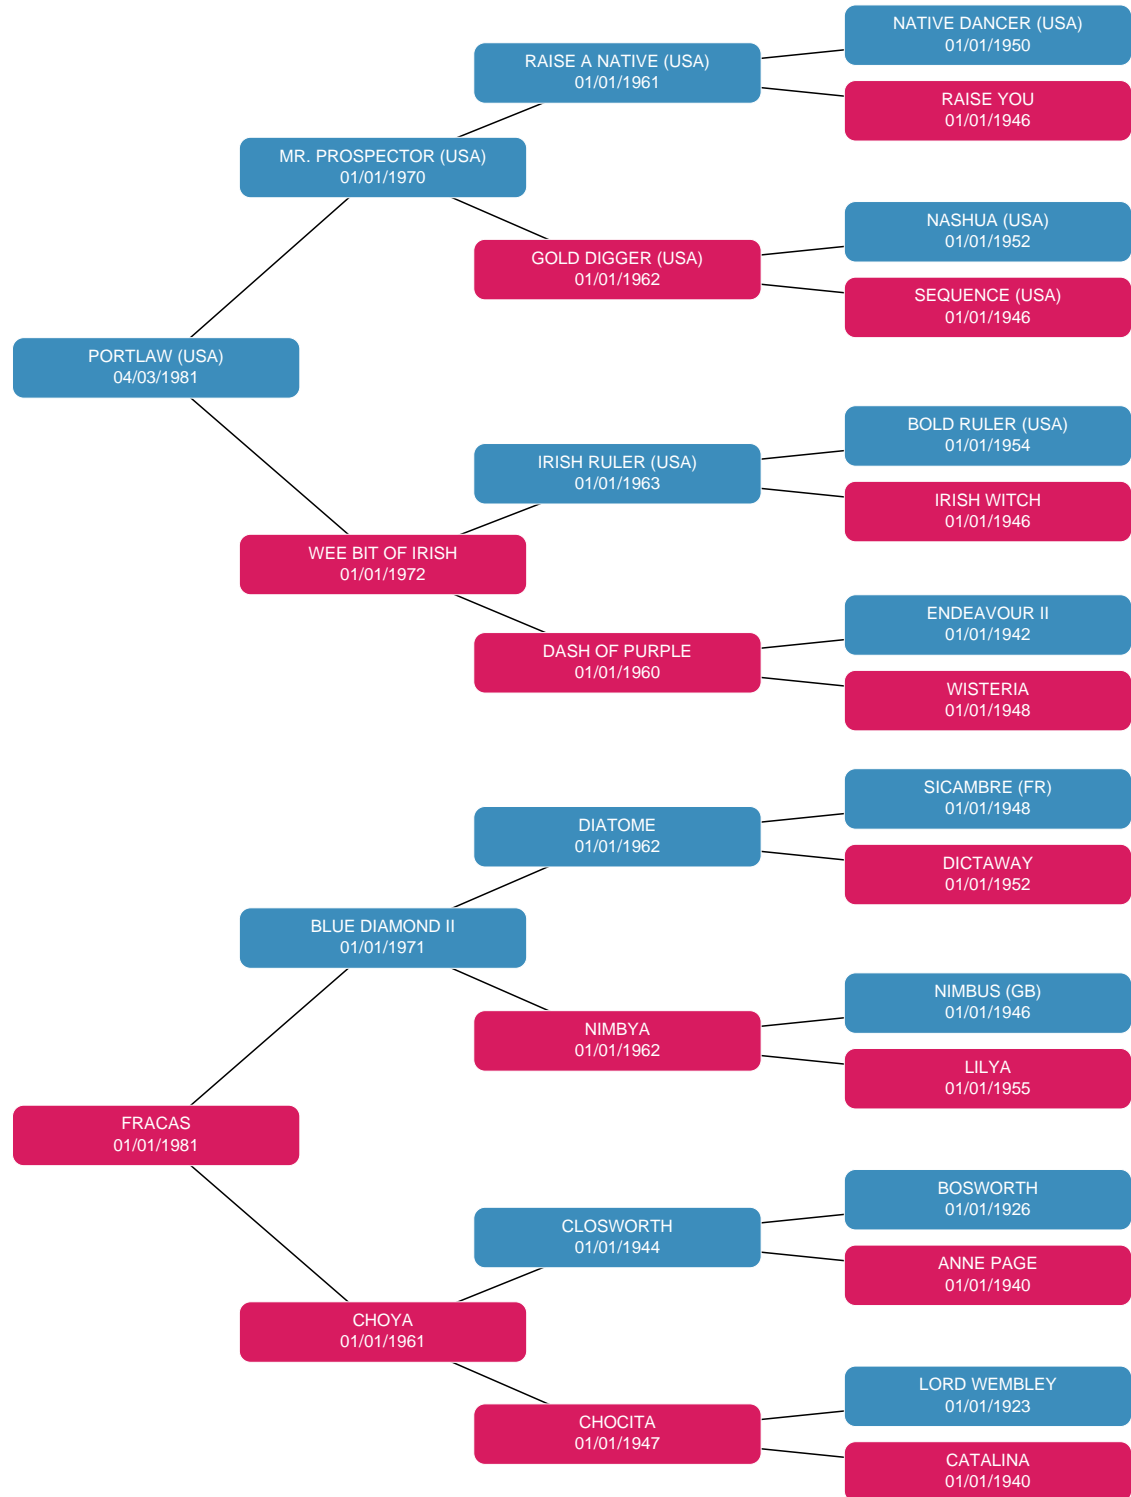 NATIVE DANCER (USA)
01/01/1950
RAISE A NATIVE (USA)
01/01/1961
RAISE YOU
01/01/1946
MR. PROSPECTOR (USA)
01/01/1970
NASHUA (USA)
01/01/1952
GOLD DIGGER (USA)
01/01/1962
SEQUENCE (USA)
01/01/1946
PORTLAW (USA)
04/03/1981
BOLD RULER (USA)
01/01/1954
IRISH RULER (USA)
01/01/1963
IRISH WITCH
01/01/1946
WEE BIT OF IRISH
01/01/1972
ENDEAVOUR II
01/01/1942
DASH OF PURPLE
01/01/1960
WISTERIA
01/01/1948
SICAMBRE (FR)
01/01/1948
DIATOME
01/01/1962
DICTAWAY
01/01/1952
BLUE DIAMOND II
01/01/1971
NIMBUS (GB)
01/01/1946
NIMBYA
01/01/1962
LILYA
01/01/1955
FRACAS
01/01/1981
BOSWORTH
01/01/1926
CLOSWORTH
01/01/1944
ANNE PAGE
01/01/1940
CHOYA
01/01/1961
LORD WEMBLEY
01/01/1923
CHOCITA
01/01/1947
CATALINA
01/01/1940